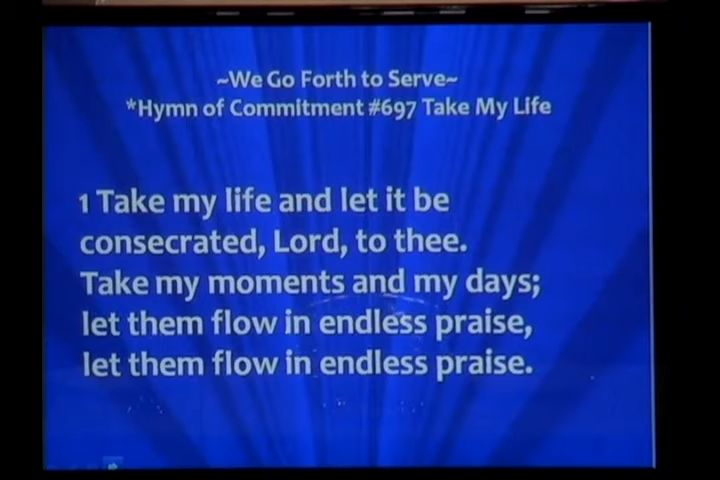 ~We Go Forth to Serve~
*Hymn of Commitment #697 Take My Life
1 Take my life and let it be
consecrated, Lord, to thee.
Take my moments and my days;
let them flow in endless praise,
let them flow in endless praise.